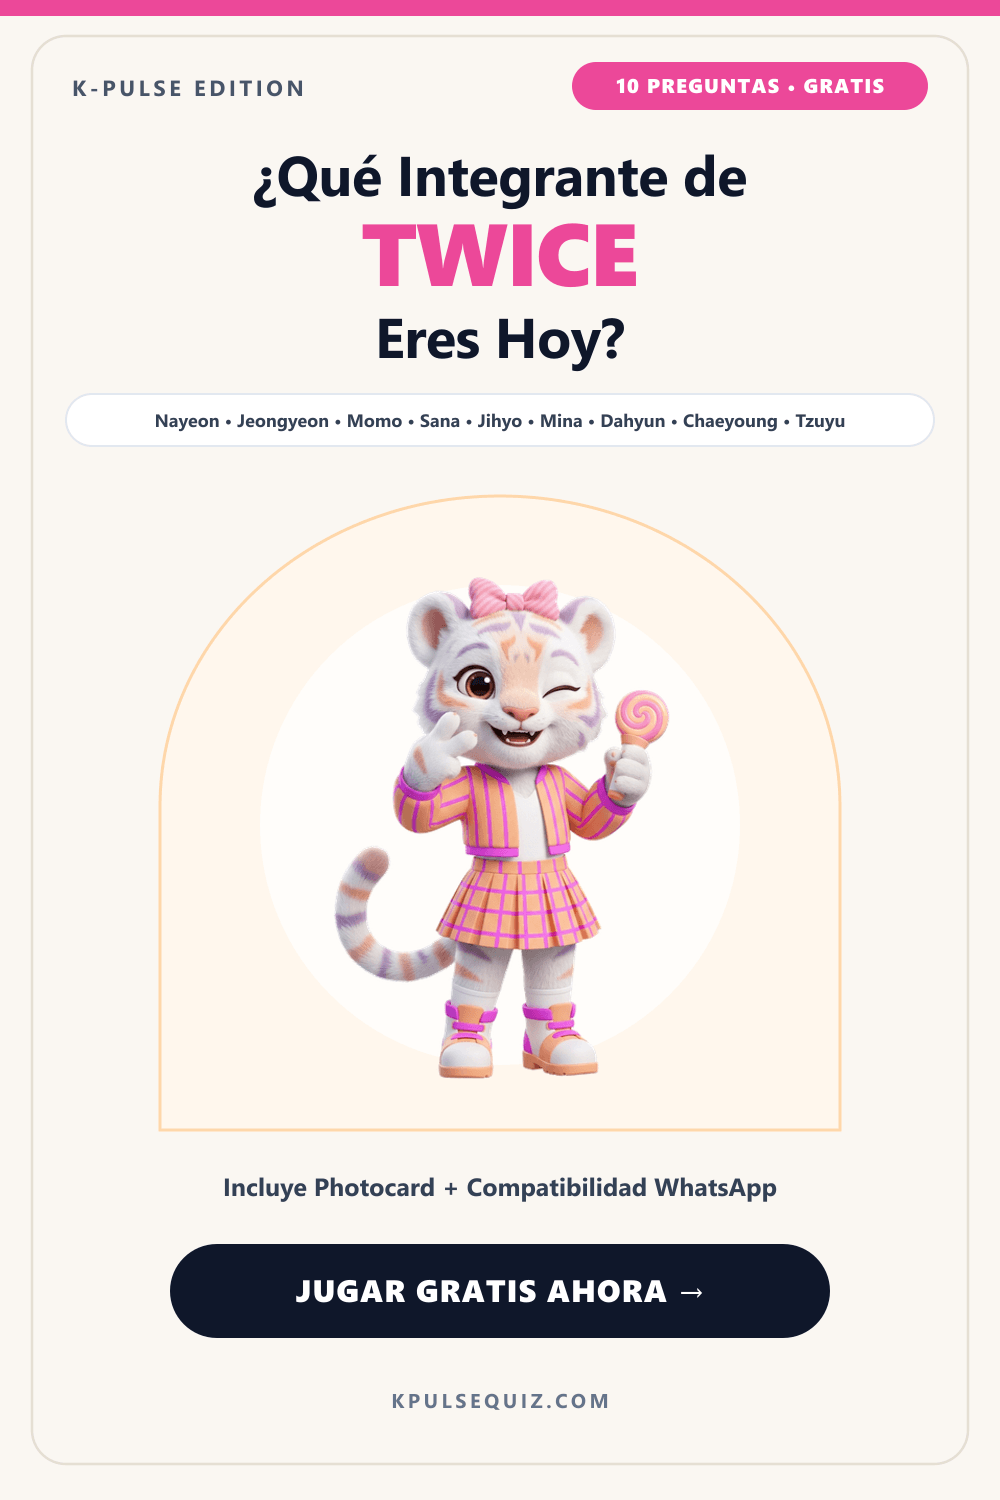 K-PULSE EDITION
10 PREGUNTAS • GRATIS
¿Qué Integrante de
TWICE
Eres Hoy?
Nayeon • Jeongyeon • Momo • Sana • Jihyo • Mina • Dahyun • Chaeyoung • Tzuyu
Incluye Photocard + Compatibilidad WhatsApp
JUGAR GRATIS AHORA →
KPULSEQUIZ.COM